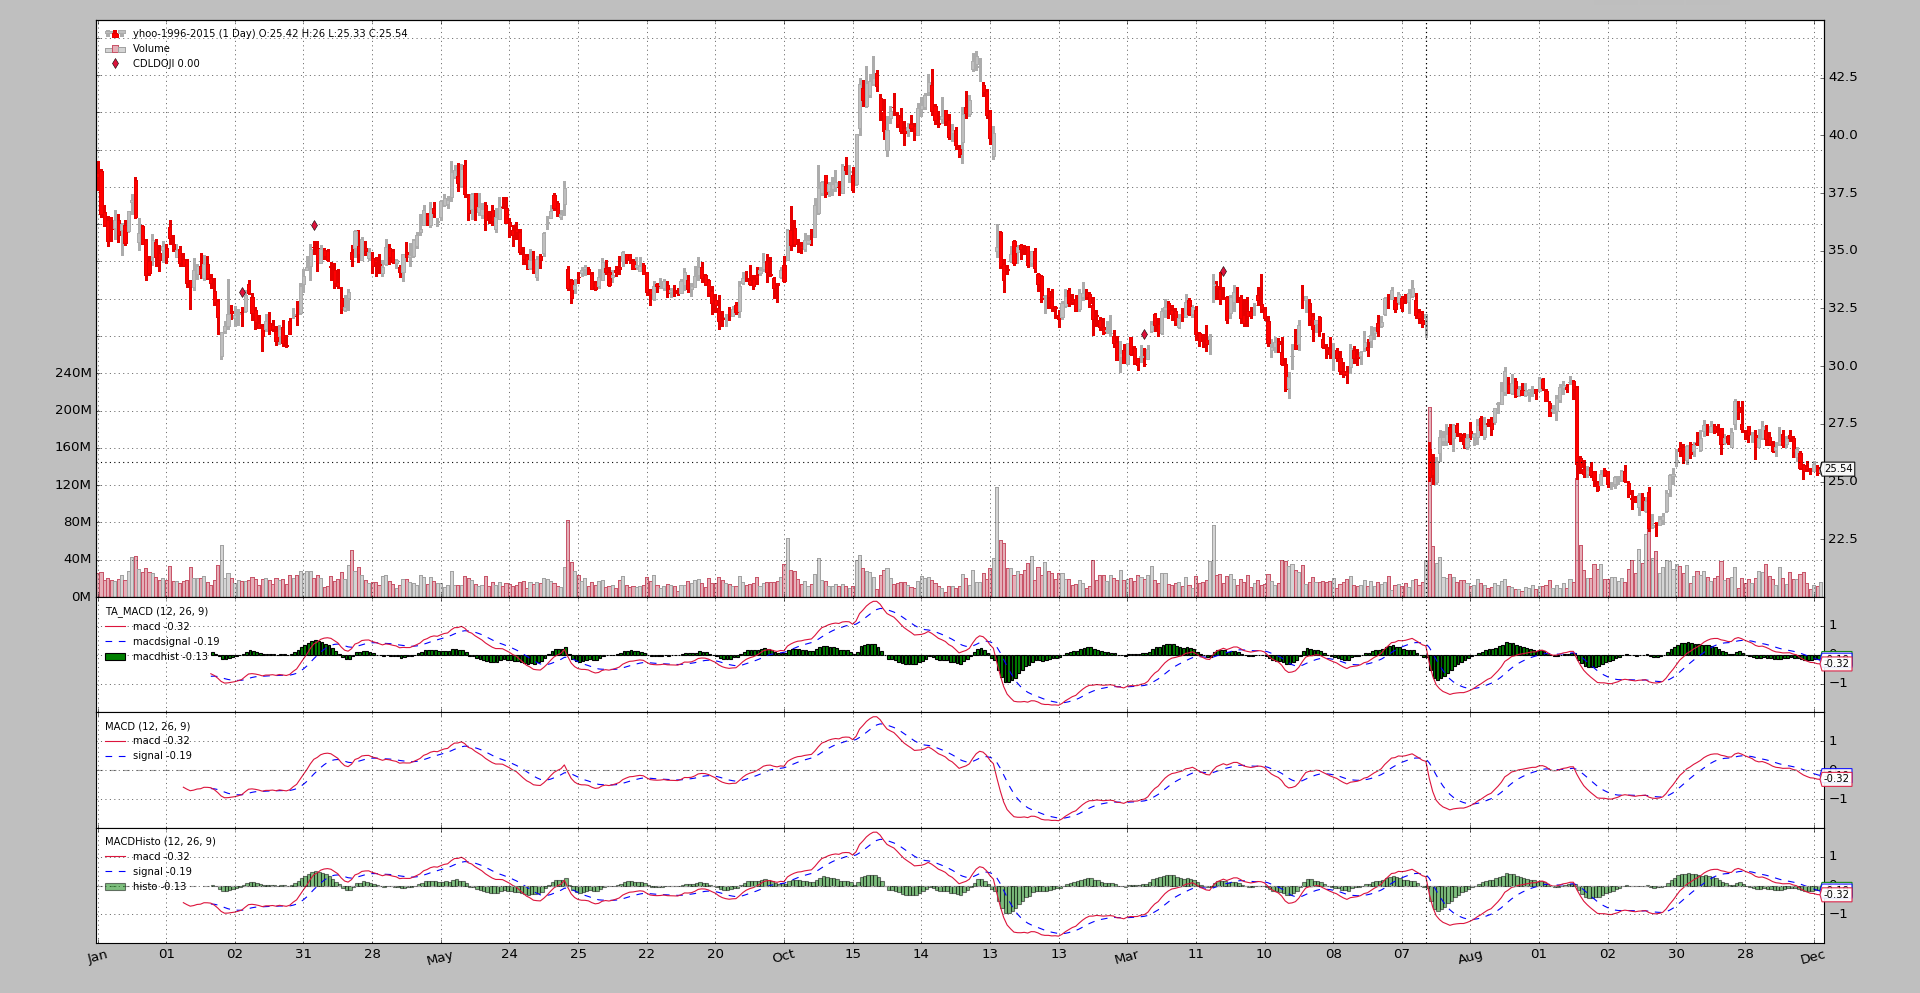 yhoo-1996-2015 (1 Day) O:25.42 H:26 L:25.33 C:25.54
Volume
CDLDOJI 0.00
42.5
40.0
37.5
35.0
32.5
30.0
27.5
25.54
25.0
22.5
240M
200M
160M
120M
80M
40M
0M
TA_MACD (12, 26, 9)
macd -0.32
macdsignal -0.19
macdhist -0.13
1
-0.32
−1
MACD (12, 26, 9)
macd -0.32
signal -0.19
1
-0.32
−1
MACDHisto (12, 26, 9)
macd -0.32
signal -0.19
histo -0.13
1
-0.32
−1
Jan 01 02 31 28 May 24 25 22 20 Oct 15 14 13 13 Mar 11 10 08 07 Aug 01 02 30 28 Dec